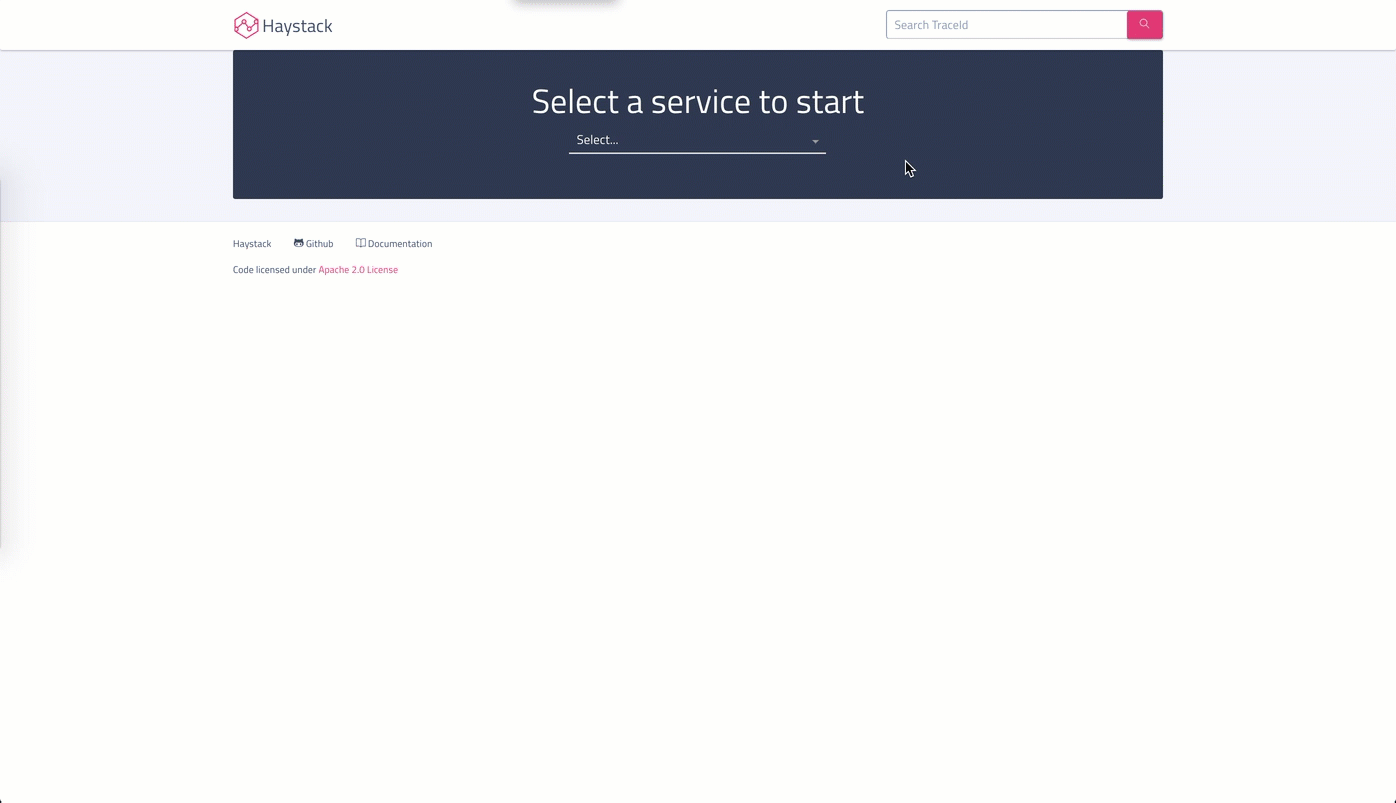 Haystack
Search TraceId
Select a service to start
Select...
Haystack Github Documentation
Code licensed under Apache 2.0 License